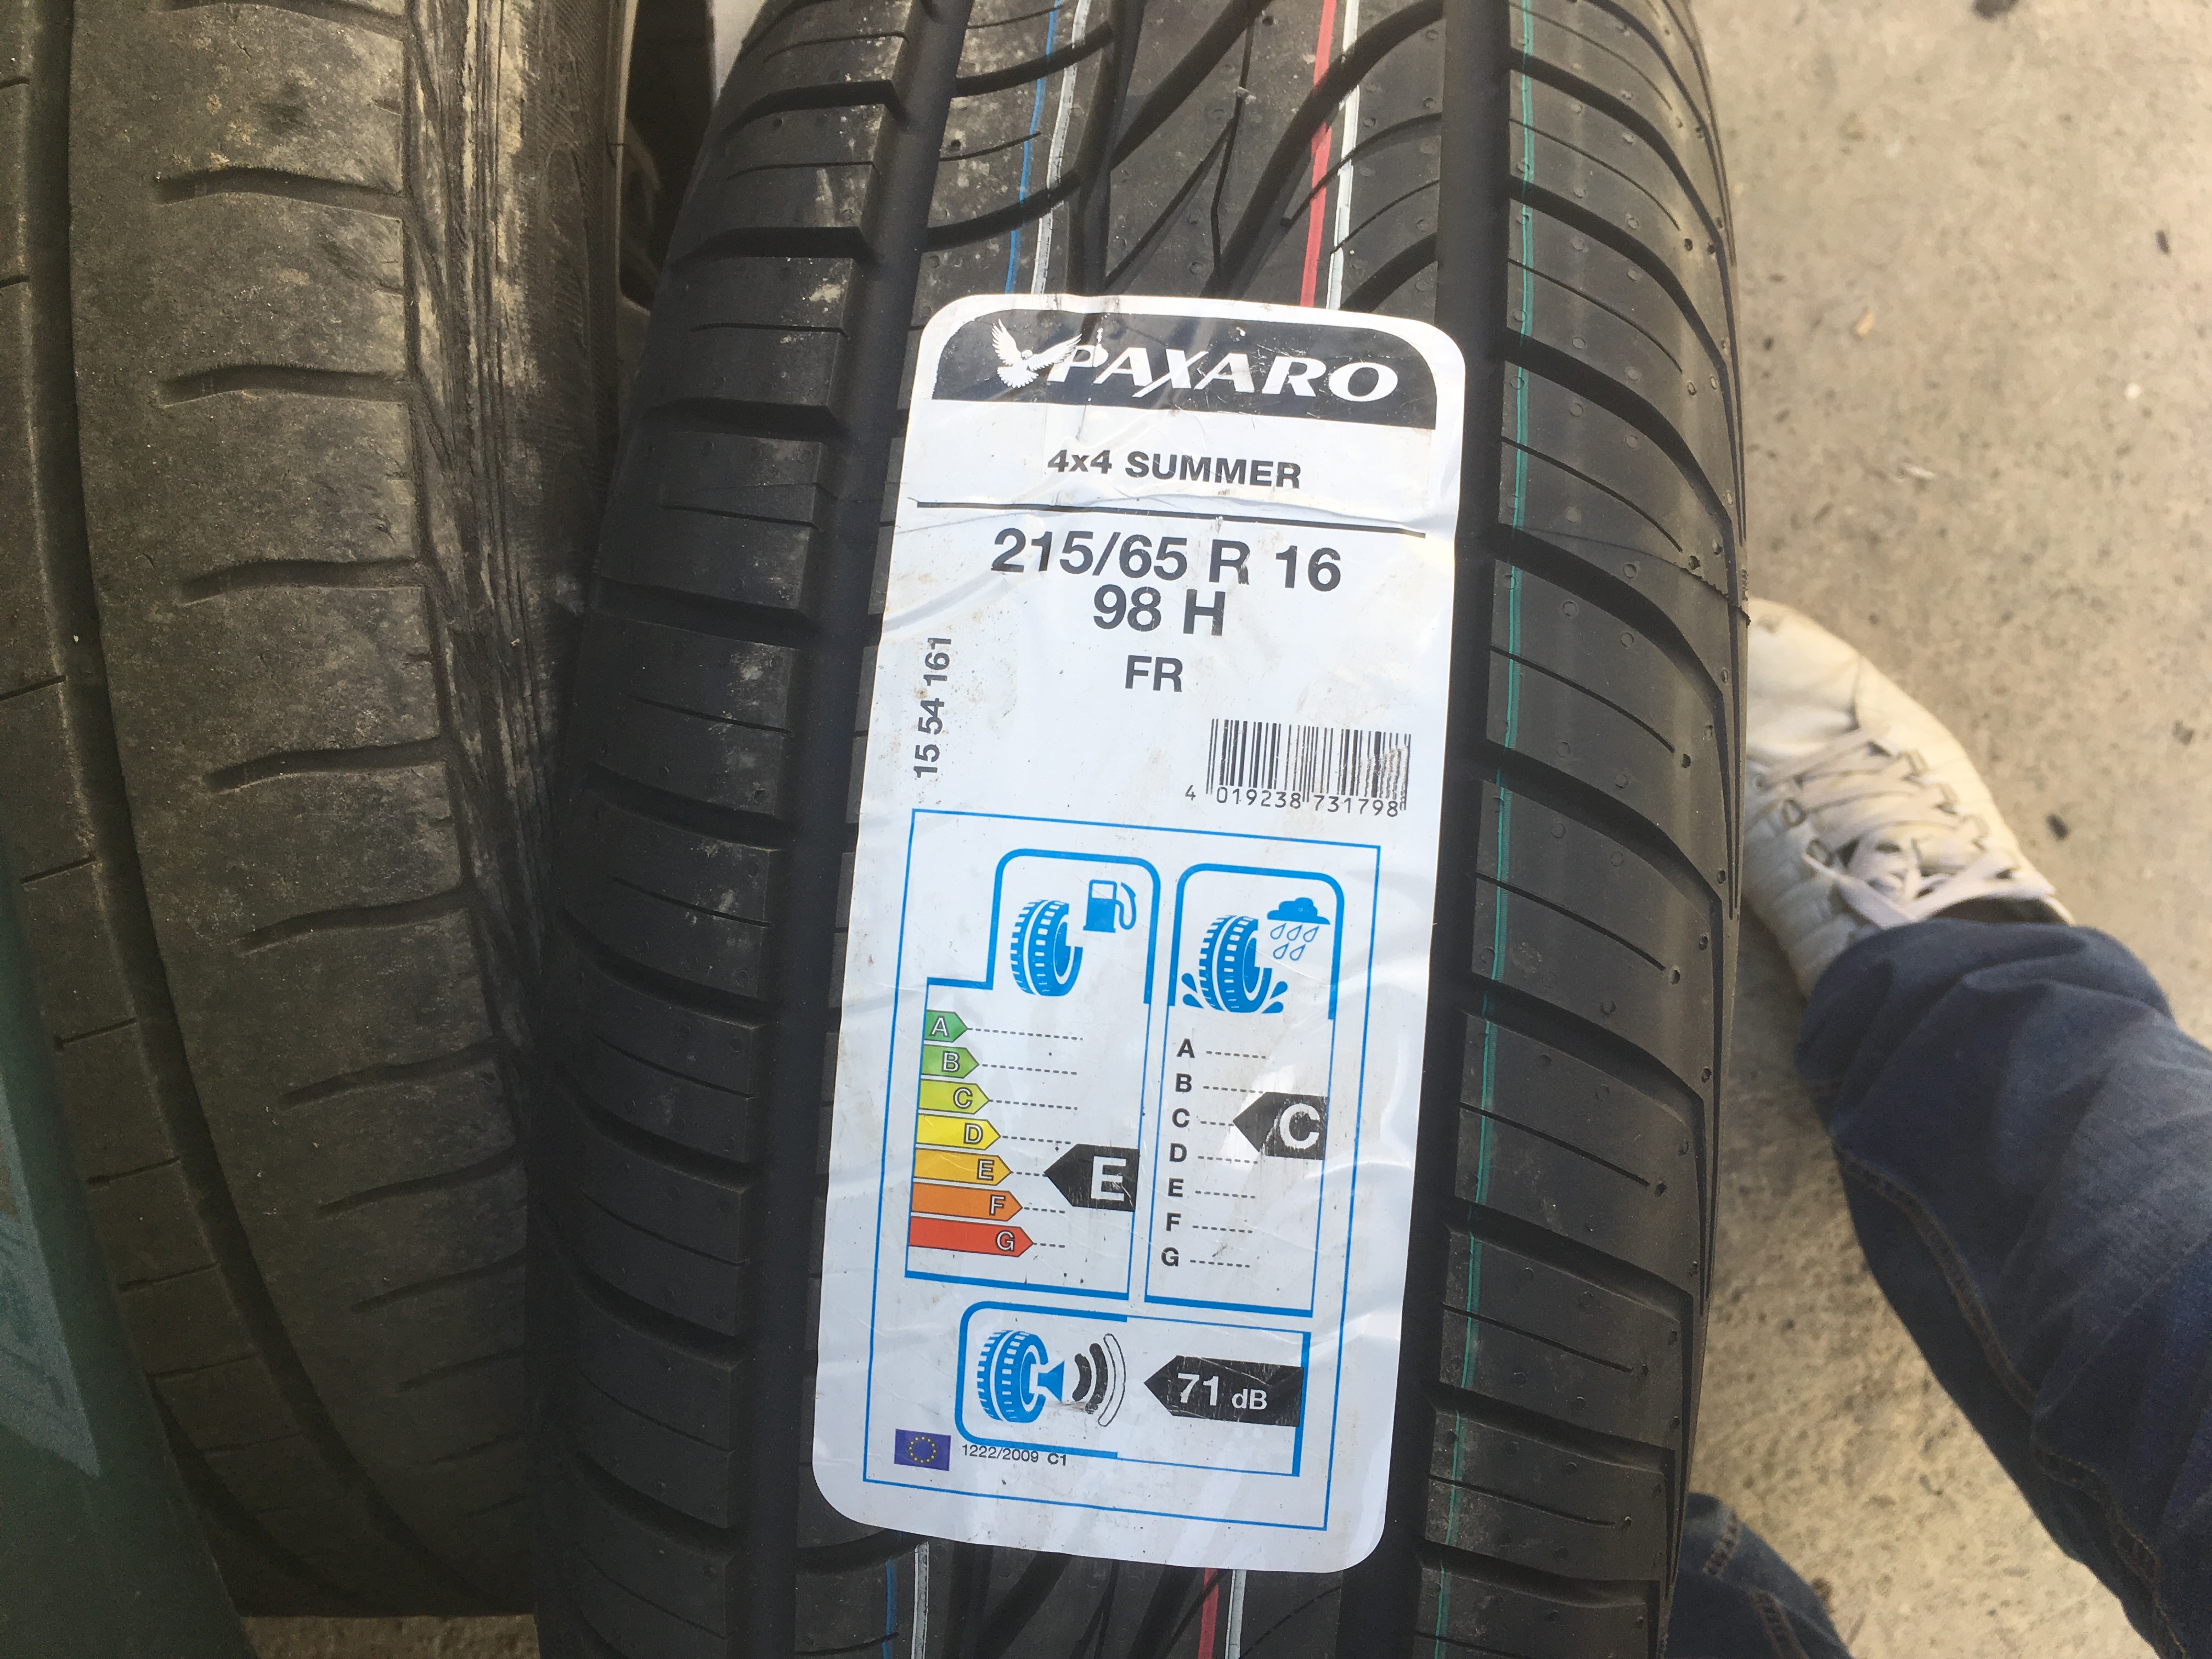 PAXARO
4x4 SUMMER
215/65 R 16
98 H
FR
15 54 161
4 019238 731798
A
B
C
D
E
F
G
E
A
B
C
D
E
F
G
C
71 dB
1222/2009 C1